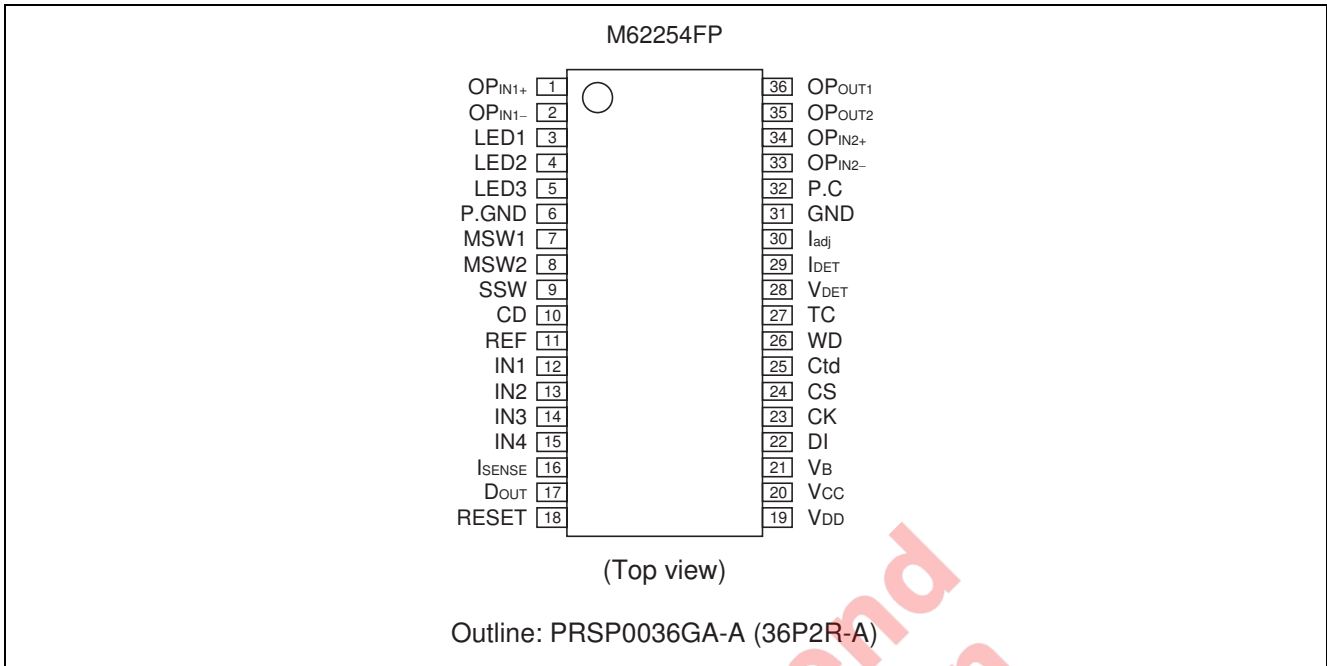 M62254FP
OPIN1+ 1 36 OPOUT1
OPIN1− 2 35 OPOUT2
LED1 3 34 OPIN2+
LED2 4 33 OPIN2−
LED3 5 32 P.C
P.GND 6 31 GND
MSW1 7 30 Iadj
MSW2 8 29 IDET
SSW 9 28 VDET
CD 10 27 TC
REF 11 26 WD
IN1 12 25 Ctd
IN2 13 24 CS
IN3 14 23 CK
IN4 15 22 DI
ISENSE 16 21 VB
DOUT 17 20 VCC
RESET 18 19 VDD
(Top view)
Outline: PRSP0036GA-A (36P2R-A)